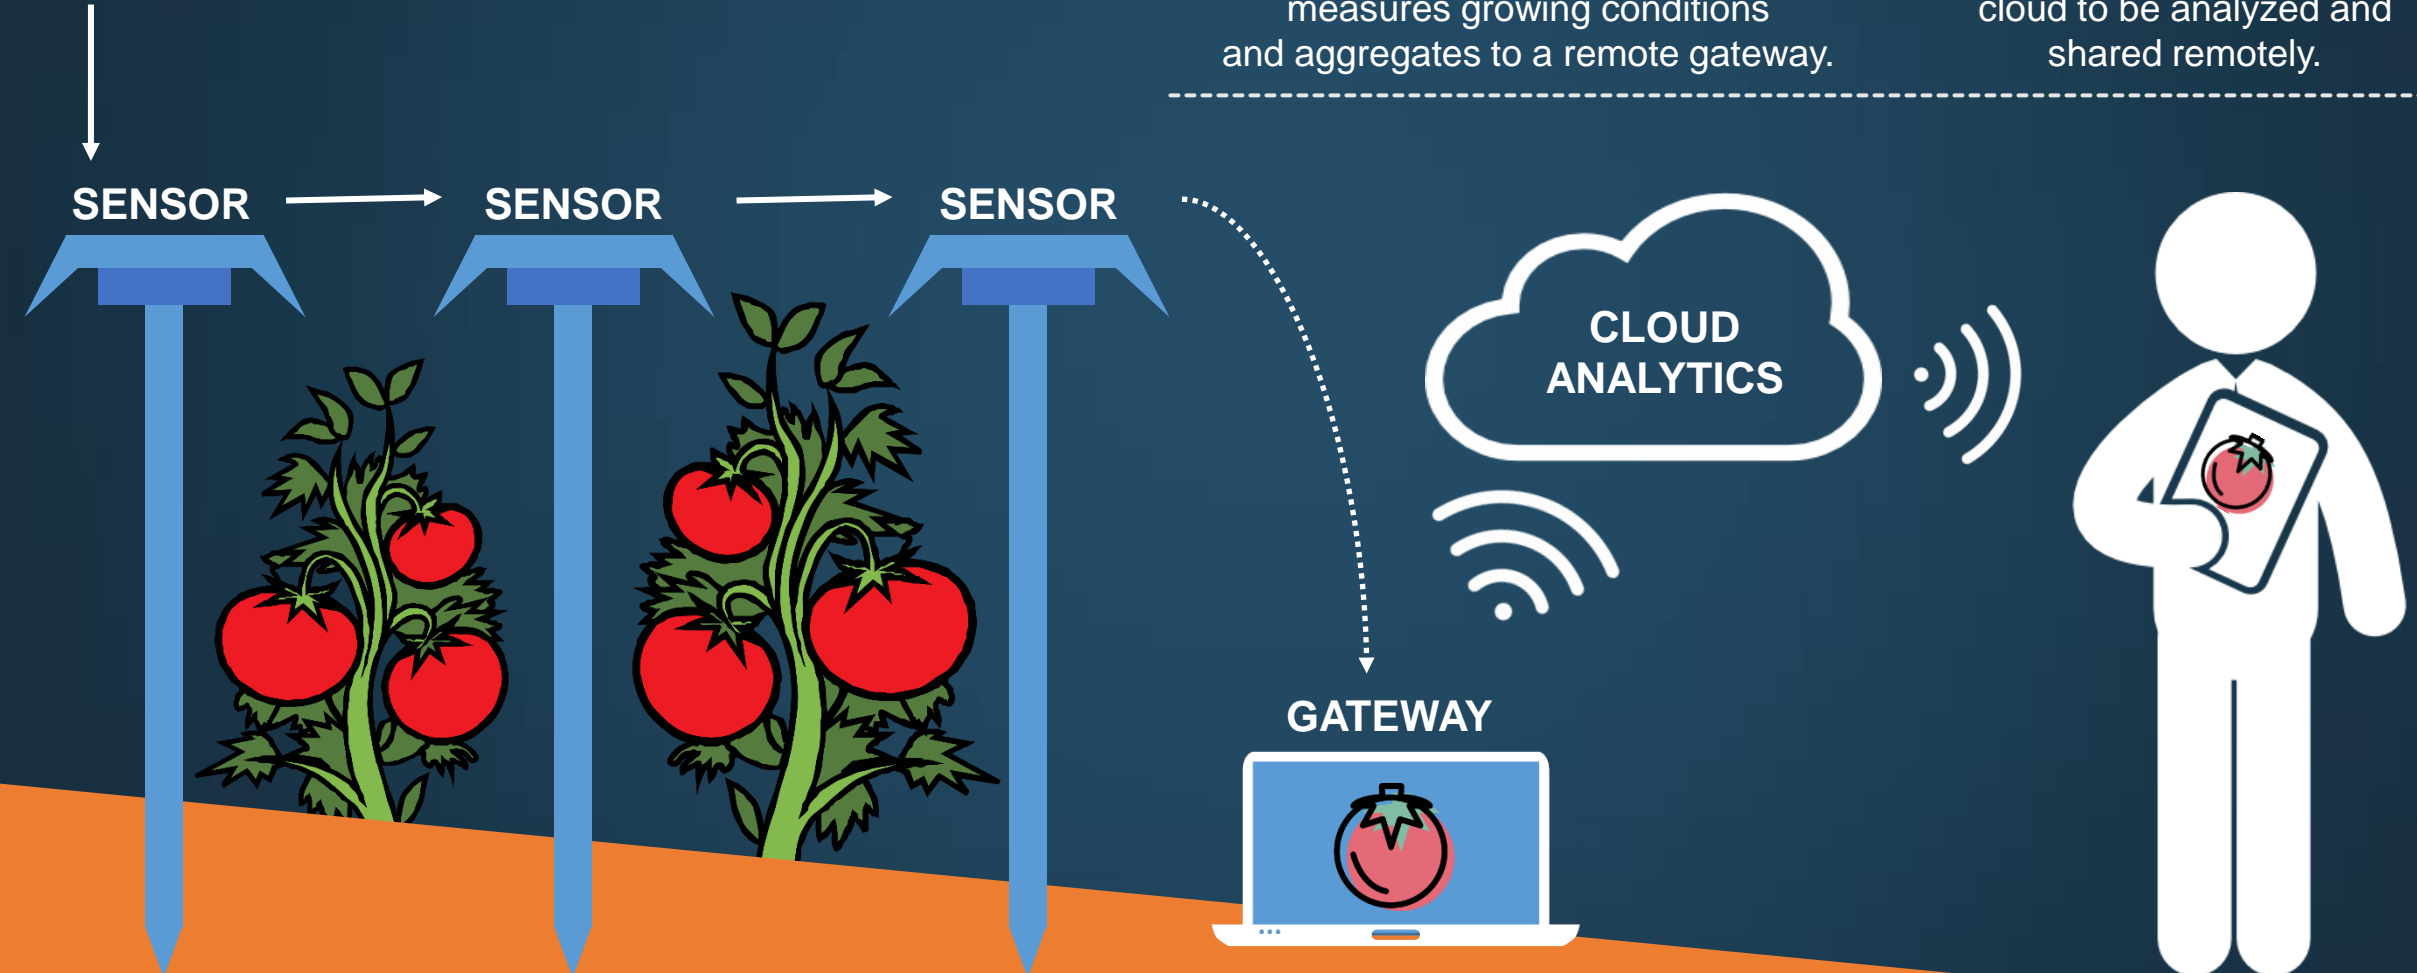 measures growing conditions
and aggregates to a remote gateway.
cloud to be analyzed and
shared remotely.
SENSOR
SENSOR
SENSOR
CLOUD
ANALYTICS
GATEWAY